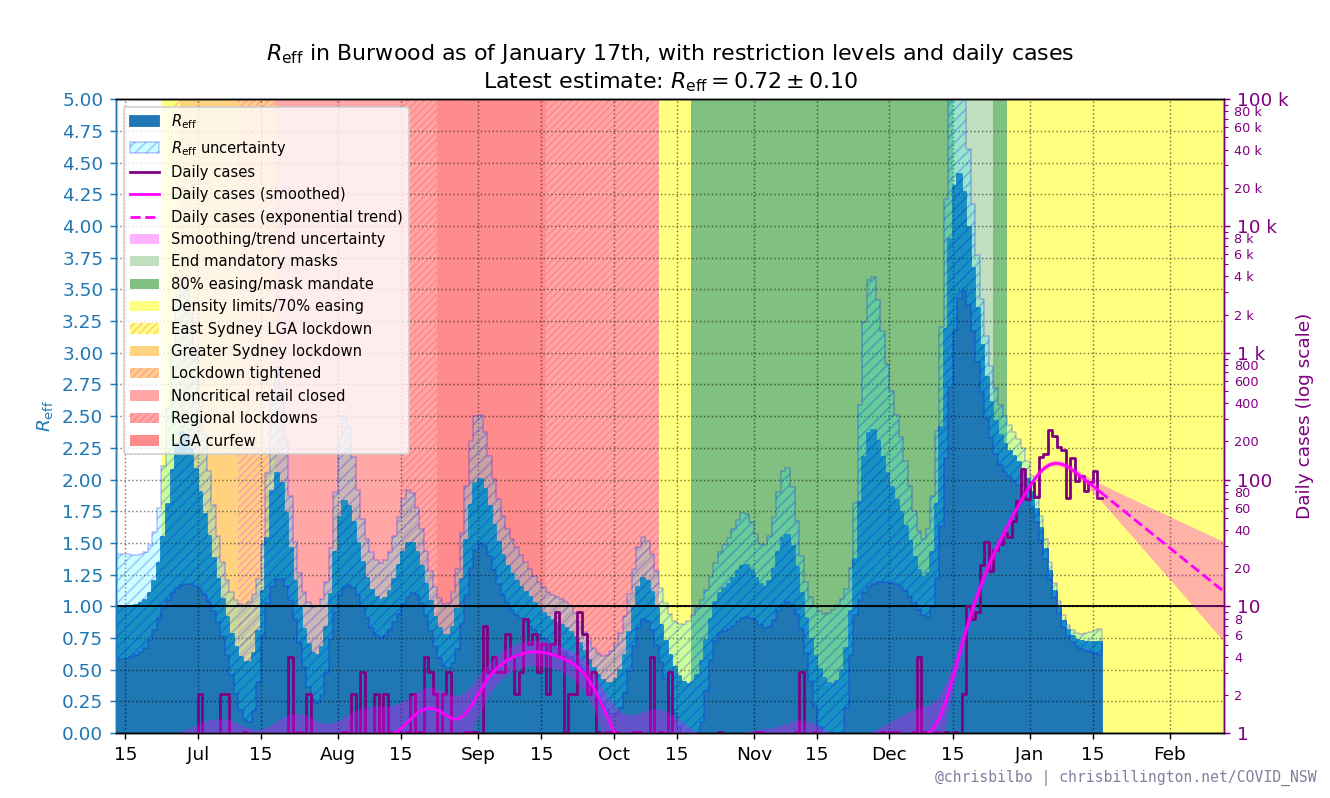 Reff in Burwood as of January 17th, with restriction levels and daily cases
Latest estimate: Reff = 0.72 ± 0.10
5.00
4.75
4.50
4.25
4.00
3.75
3.50
3.25
3.00
2.75
2.50
2.25
2.00
1.75
1.50
1.25
1.00
0.75
0.50
0.25
0.00
Reff
Reff
Reff uncertainty
Daily cases
Daily cases (smoothed)
Daily cases (exponential trend)
Smoothing/trend uncertainty
End mandatory masks
80% easing/mask mandate
Density limits/70% easing
East Sydney LGA lockdown
Greater Sydney lockdown
Lockdown tightened
Noncritical retail closed
Regional lockdowns
LGA curfew
100 k
80 k
60 k
40 k
20 k
10 k
8 k
6 k
4 k
2 k
1 k
800
600
400
200
100
80
60
40
20
10
8
6
4
2
1
Daily cases (log scale)
15 Jul 15 Aug 15 Sep 15 Oct 15 Nov 15 Dec 15 Jan 15 Feb
@chrisbilbo | chrisbillington.net/COVID_NSW